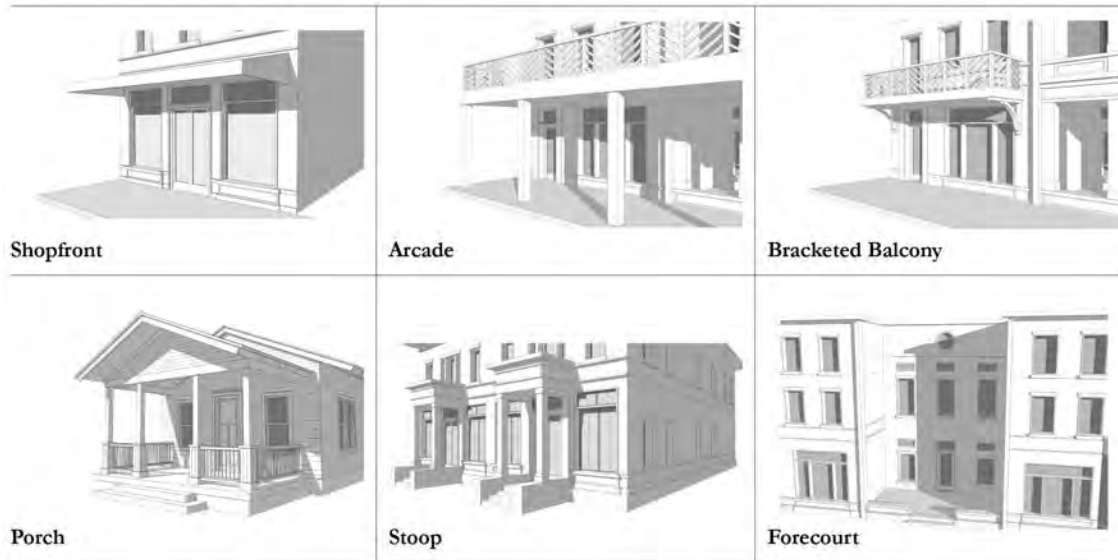 Shopfront
Arcade
Bracketed Balcony
Porch
Stoop
Forecourt